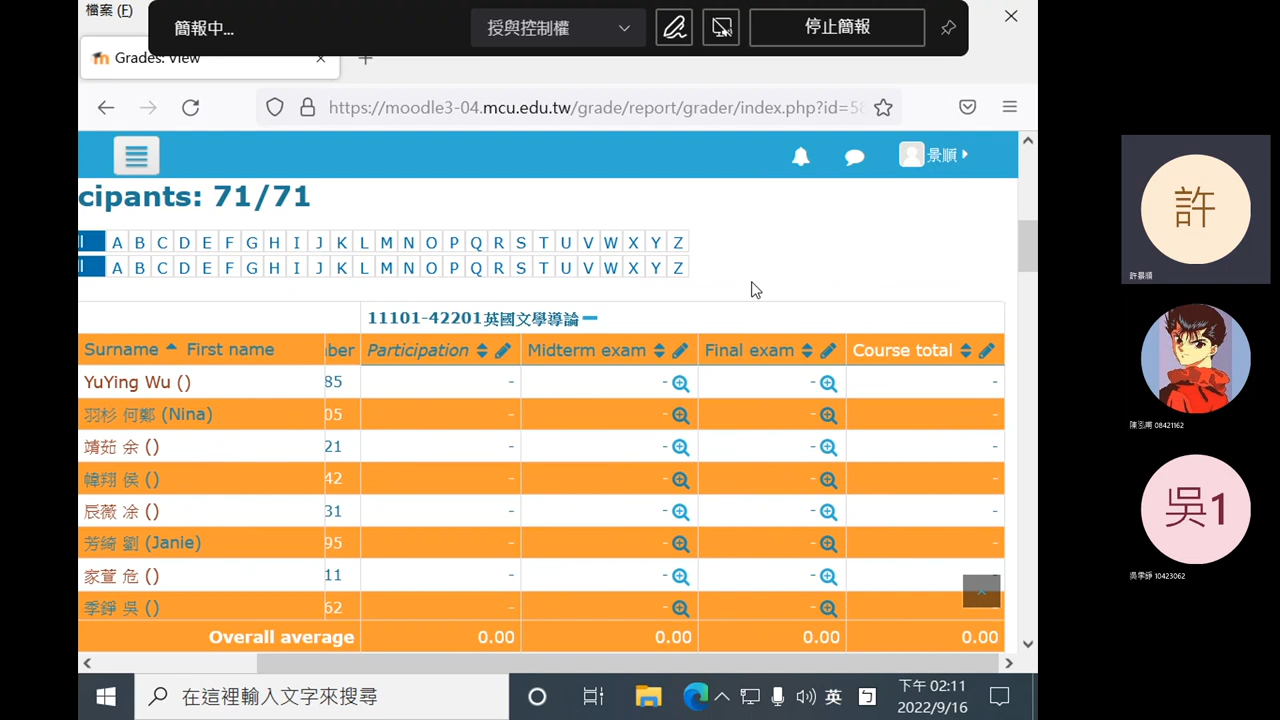 檔案 (F)
簡報中...
授與控制權
停止簡報
Grades: View
https://moodle3-04.mcu.edu.tw/grade/report/grader/index.php?id=58
景順
cipants: 71/71
A B C D E F G H I J K L M N O P Q R S T U V W X Y Z
A B C D E F G H I J K L M N O P Q R S T U V W X Y Z
11101-42201英國文學導論
Surname First name ber Participation Midterm exam Final exam Course total
YuYing Wu () 85 - - - -
羽杉 何鄭 (Nina) 05 - - - -
靖茹 余 () 21 - - - -
幃翔 侯 () 42 - - - -
辰薇 凃 () 31 - - - -
芳綺 劉 (Janie) 95 - - - -
家萱 危 () 11 - - -
季錚 吳 () 62 - - - -
Overall average 0.00 0.00 0.00 0.00
在這裡輸入文字來搜尋
英
下午 02:11
2022/9/16
許
許景順
08421162
吳1
吳季錚 10423062